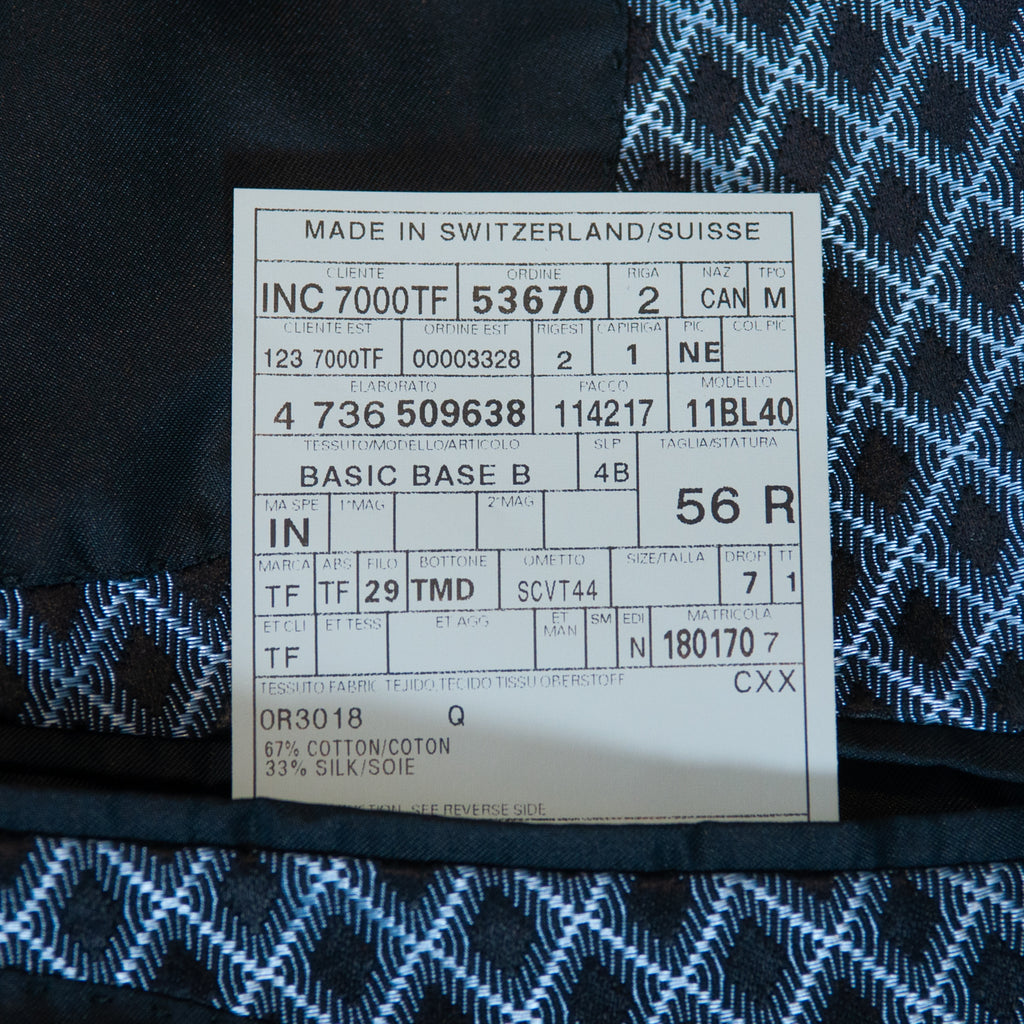 MADE IN SWITZERLAND/SUISSE
CLIENTE ORDINE RIGA NAZ TPO
INC 7000TF 53670 2 CAN M
CLIENTE EST ORDINE EST RIGEST CAPIRIGA PIC COL PIC
123 7000TF 00003328 2 1 NE
ELABORATO PACCO MODELLO
4 736 509638 114217 11BL40
TESSUTO/MODELLO/ARTICOLO SLP TAGLIA/STATURA
BASIC BASE B 4B 56 R
MA SPE 1°MAG 2°MAG
IN
MARCA ABS FILO BOTTONE OMETTO SIZE/TALLA DROP TT
TF TF 29 TMD SCVT44 7 1
ET CLI ET TESS ET AGG ET MAN SM EDI MATRICOLA
TF N 180170 7
TESSUTO FABRIC TEJIDO,TECIDO TISSU OBERSTOFF CXX
0R3018 Q
67% COTTON/COTON
33% SILK/SOIE
SEE REVERSE SIDE